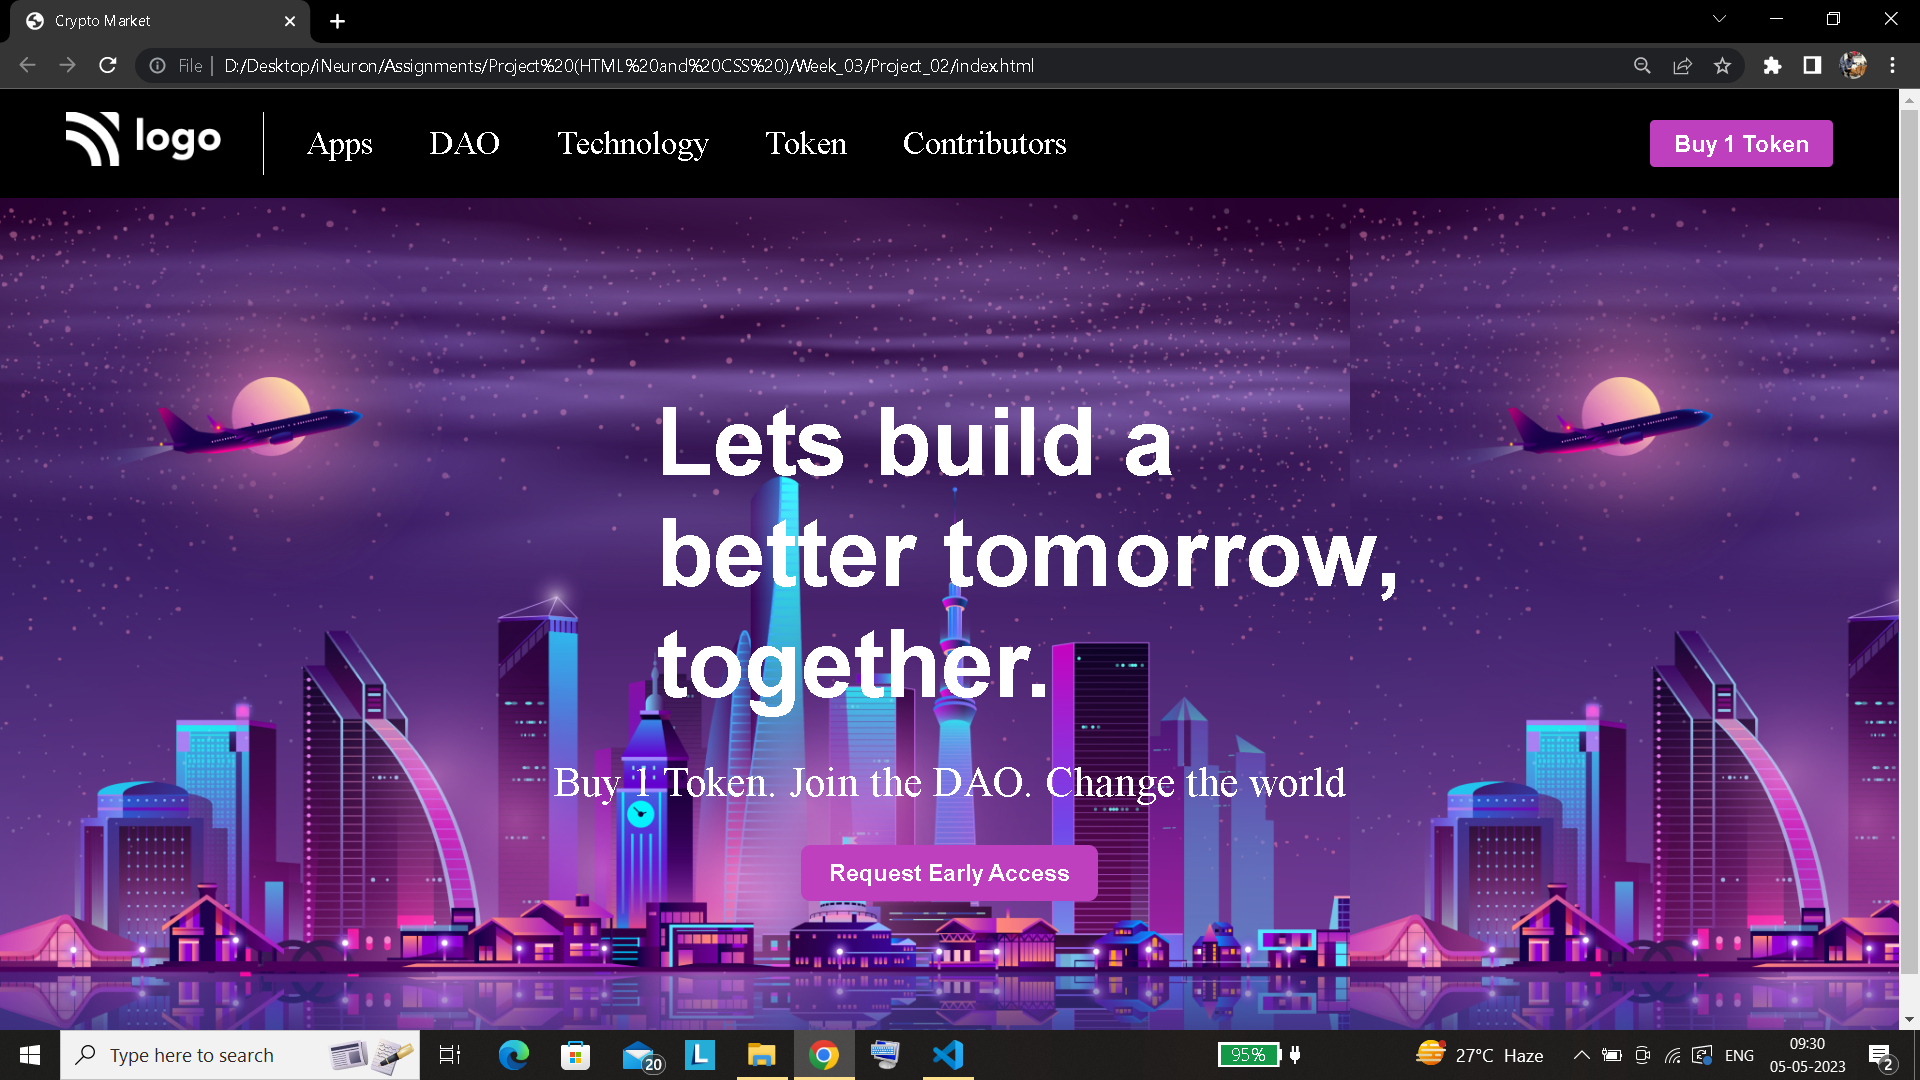 Crypto Market
File | D:/Desktop/iNeuron/Assignments/Project%20(HTML%20and%20CSS%20)/Week_03/Project_02/index.html
logo
Apps
DAO
Technology
Token
Contributors
Buy 1 Token
Lets build a
better tomorrow,
together.
Buy 1 Token. Join the DAO. Change the world
Request Early Access
Type here to search
20
L
95%
27°C Haze
ENG
09:30
05-05-2023
2